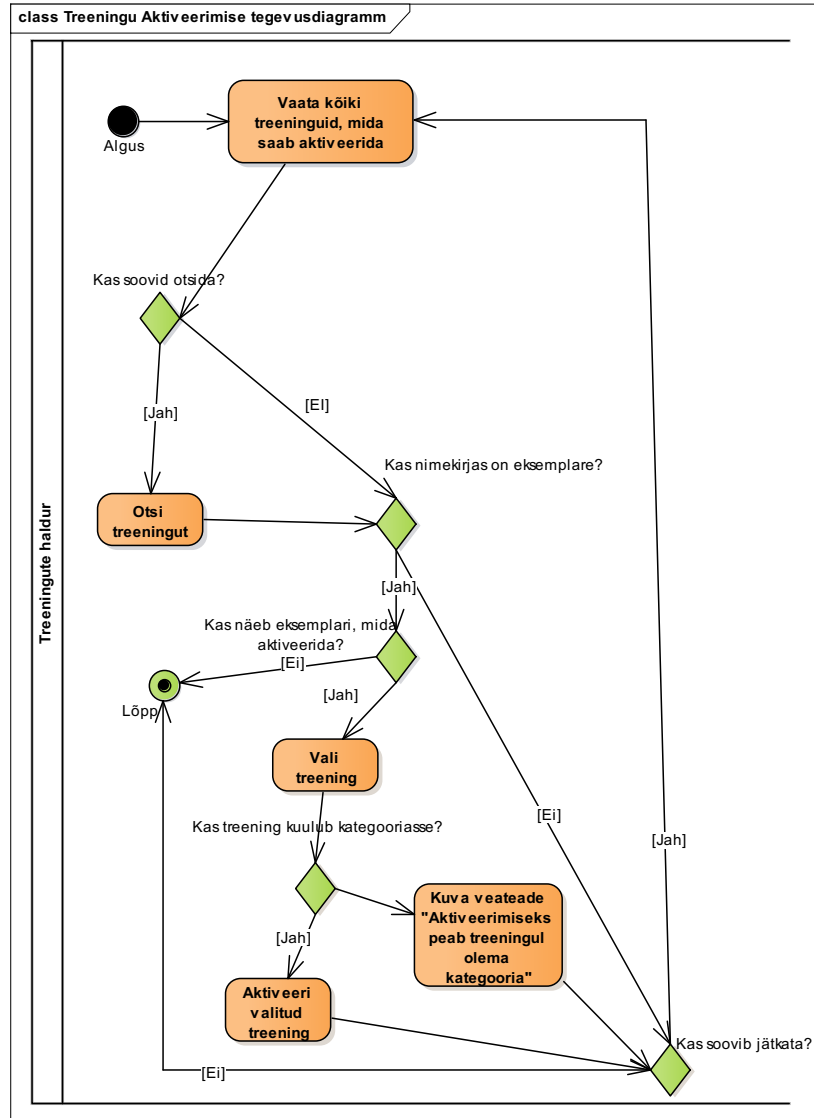 class Treeningu Aktiveerimise tegevusdiagramm
Treeningute haldur
Algus
Vaata kõiki
treeninguid, mida
saab aktiveerida
Kas soovid otsida?
[Jah]
[EI]
Otsi
treeningut
Kas nimekirjas on eksemplare?
[Jah]
[Ei]
Kas näeb eksemplari, mida
aktiveerida?
[Ei]
[Jah]
Lõpp
Vali
treening
Kas treening kuulub kategooriasse?
[Jah]
Kuva veateade
"Aktiveerimiseks
peab treeningul
olema
kategooria"
Aktiveeri
valitud
treening
Kas soovib jätkata?
[Jah]
[Ei]